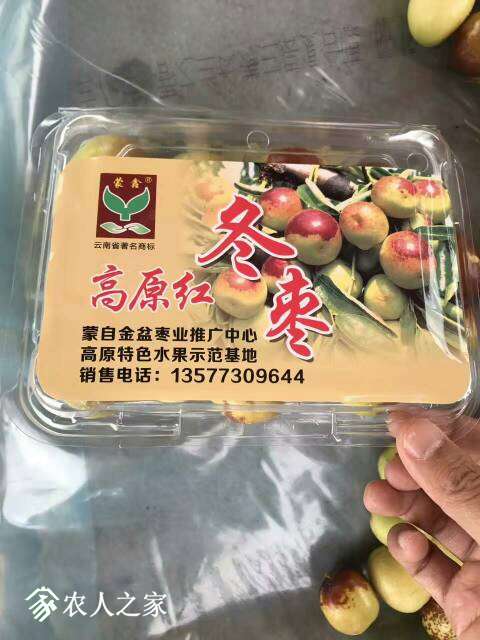 蒙鑫®
云南省著名商标
冬枣
高原红
蒙自金盆枣业推广中心
高原特色水果示范基地
销售电话：13577309644
农人之家